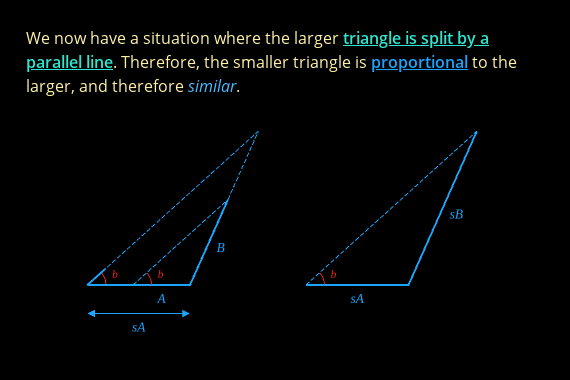 We now have a situation where the larger triangle is split by a
parallel line. Therefore, the smaller triangle is proportional to the
larger, and therefore similar.
sB
B
b
b
b
A
sA
sA